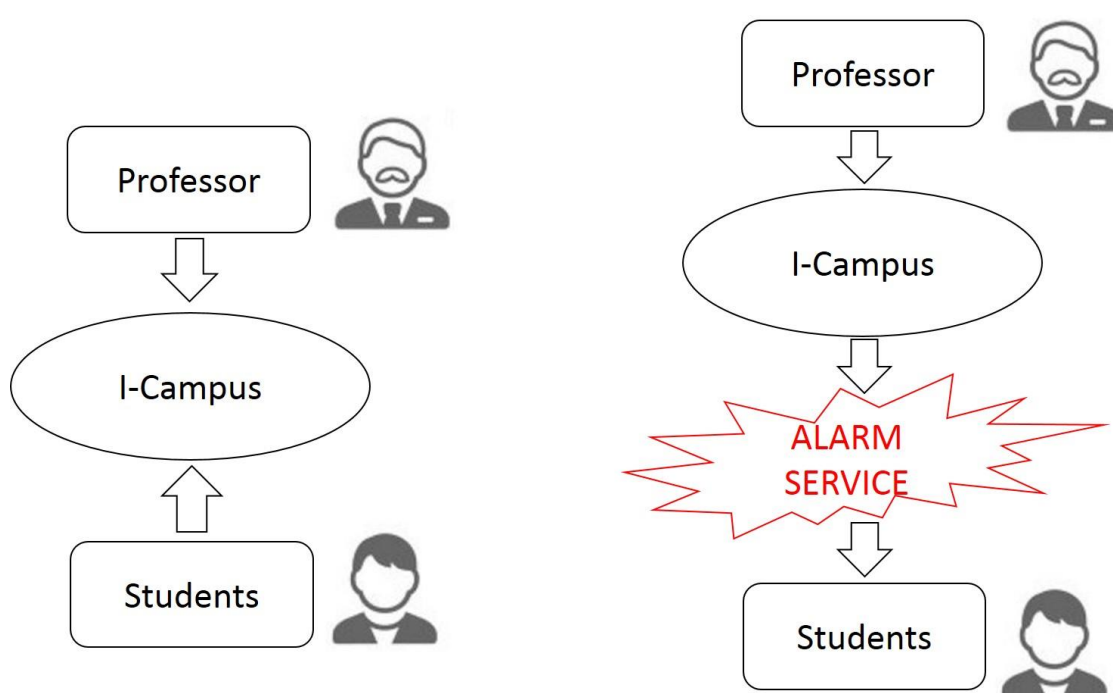 Professor
I-Campus
Students
Professor
I-Campus
ALARM
SERVICE
Students